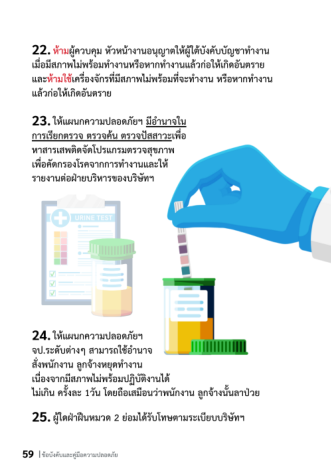 22. ห้ามผู้ควบคุม หัวหน้างานอนุญาตให้ผู้ใต้บังคับบัญชาทำงาน
เมื่อมีสภาพไม่พร้อมทำงานหรือหากทำงานแล้วก่อให้เกิดอันตราย
และห้ามใช้เครื่องจักรที่มีสภาพไม่พร้อมที่จะทำงาน หรือหากทำงาน
แล้วก่อให้เกิดอันตราย
23. ให้แผนกความปลอดภัยฯ มีอำนาจใน
การเรียกตรวจ ตรวจค้น ตรวจปัสสาวะเพื่อ
หาสารเสพติดจัดโปรแกรมตรวจสุขภาพ
เพื่อคัดกรองโรคจากการทำงานและให้
รายงานต่อฝ่ายบริหารของบริษัทฯ
URINE TEST
24. ให้แผนกความปลอดภัยฯ
จป.ระดับต่างๆ สามารถใช้อำนาจ
สั่งพนักงาน ลูกจ้างหยุดทำงาน
เนื่องจากมีสภาพไม่พร้อมปฏิบัติงานได้
ไม่เกิน ครั้งละ 1วัน โดยถือเสมือนว่าพนักงาน ลูกจ้างนั้นลาป่วย
25. ผู้ใดฝ่าฝืนหมวด 2 ย่อมได้รับโทษตามระเบียบบริษัทฯ
59 | ข้อบังคับและคู่มือความปลอดภัย